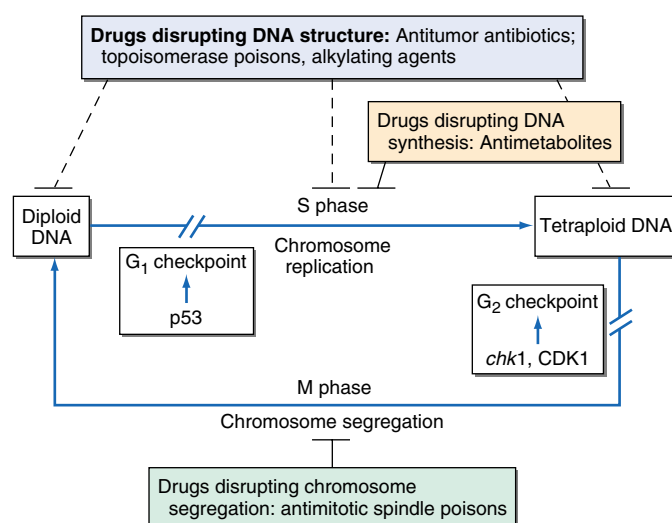 Drugs disrupting DNA structure: Antitumor antibiotics;
topoisomerase poisons, alkylating agents
Drugs disrupting DNA
synthesis: Antimetabolites
Diploid
DNA
S phase
Chromosome
replication
Tetraploid DNA
G₁ checkpoint
p53
G₂ checkpoint
chk1, CDK1
M phase
Chromosome segregation
Drugs disrupting chromosome
segregation: antimitotic spindle poisons